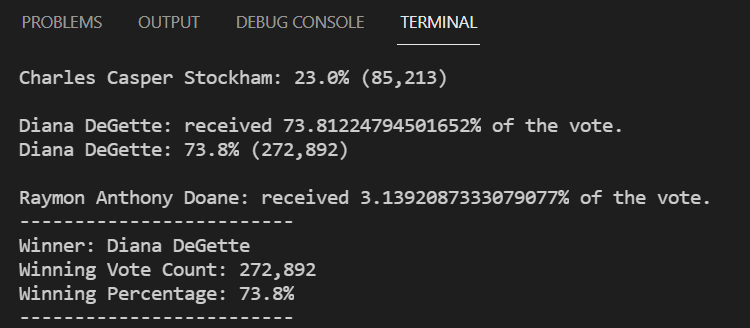 PROBLEMS OUTPUT DEBUG CONSOLE TERMINAL
Charles Casper Stockham: 23.0% (85,213)
Diana DeGette: received 73.81224794501652% of the vote.
Diana DeGette: 73.8% (272,892)
Raymon Anthony Doane: received 3.1392087333079077% of the vote.
-------------------------
Winner: Diana DeGette
Winning Vote Count: 272,892
Winning Percentage: 73.8%
-------------------------